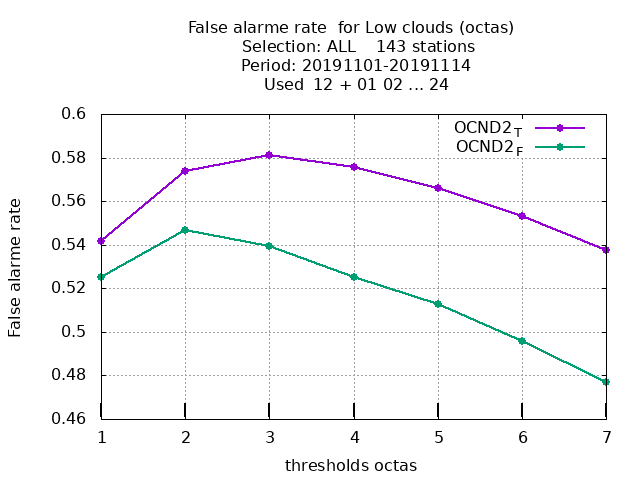 False alarme rate  for Low clouds (octas)
Selection: ALL    143 stations
Period: 20191101-20191114
Used  12 + 01 02 ... 24
OCND2_T
OCND2_F
False alarme rate
0.6
0.58
0.56
0.54
0.52
0.5
0.48
0.46
1 2 3 4 5 6 7
thresholds octas